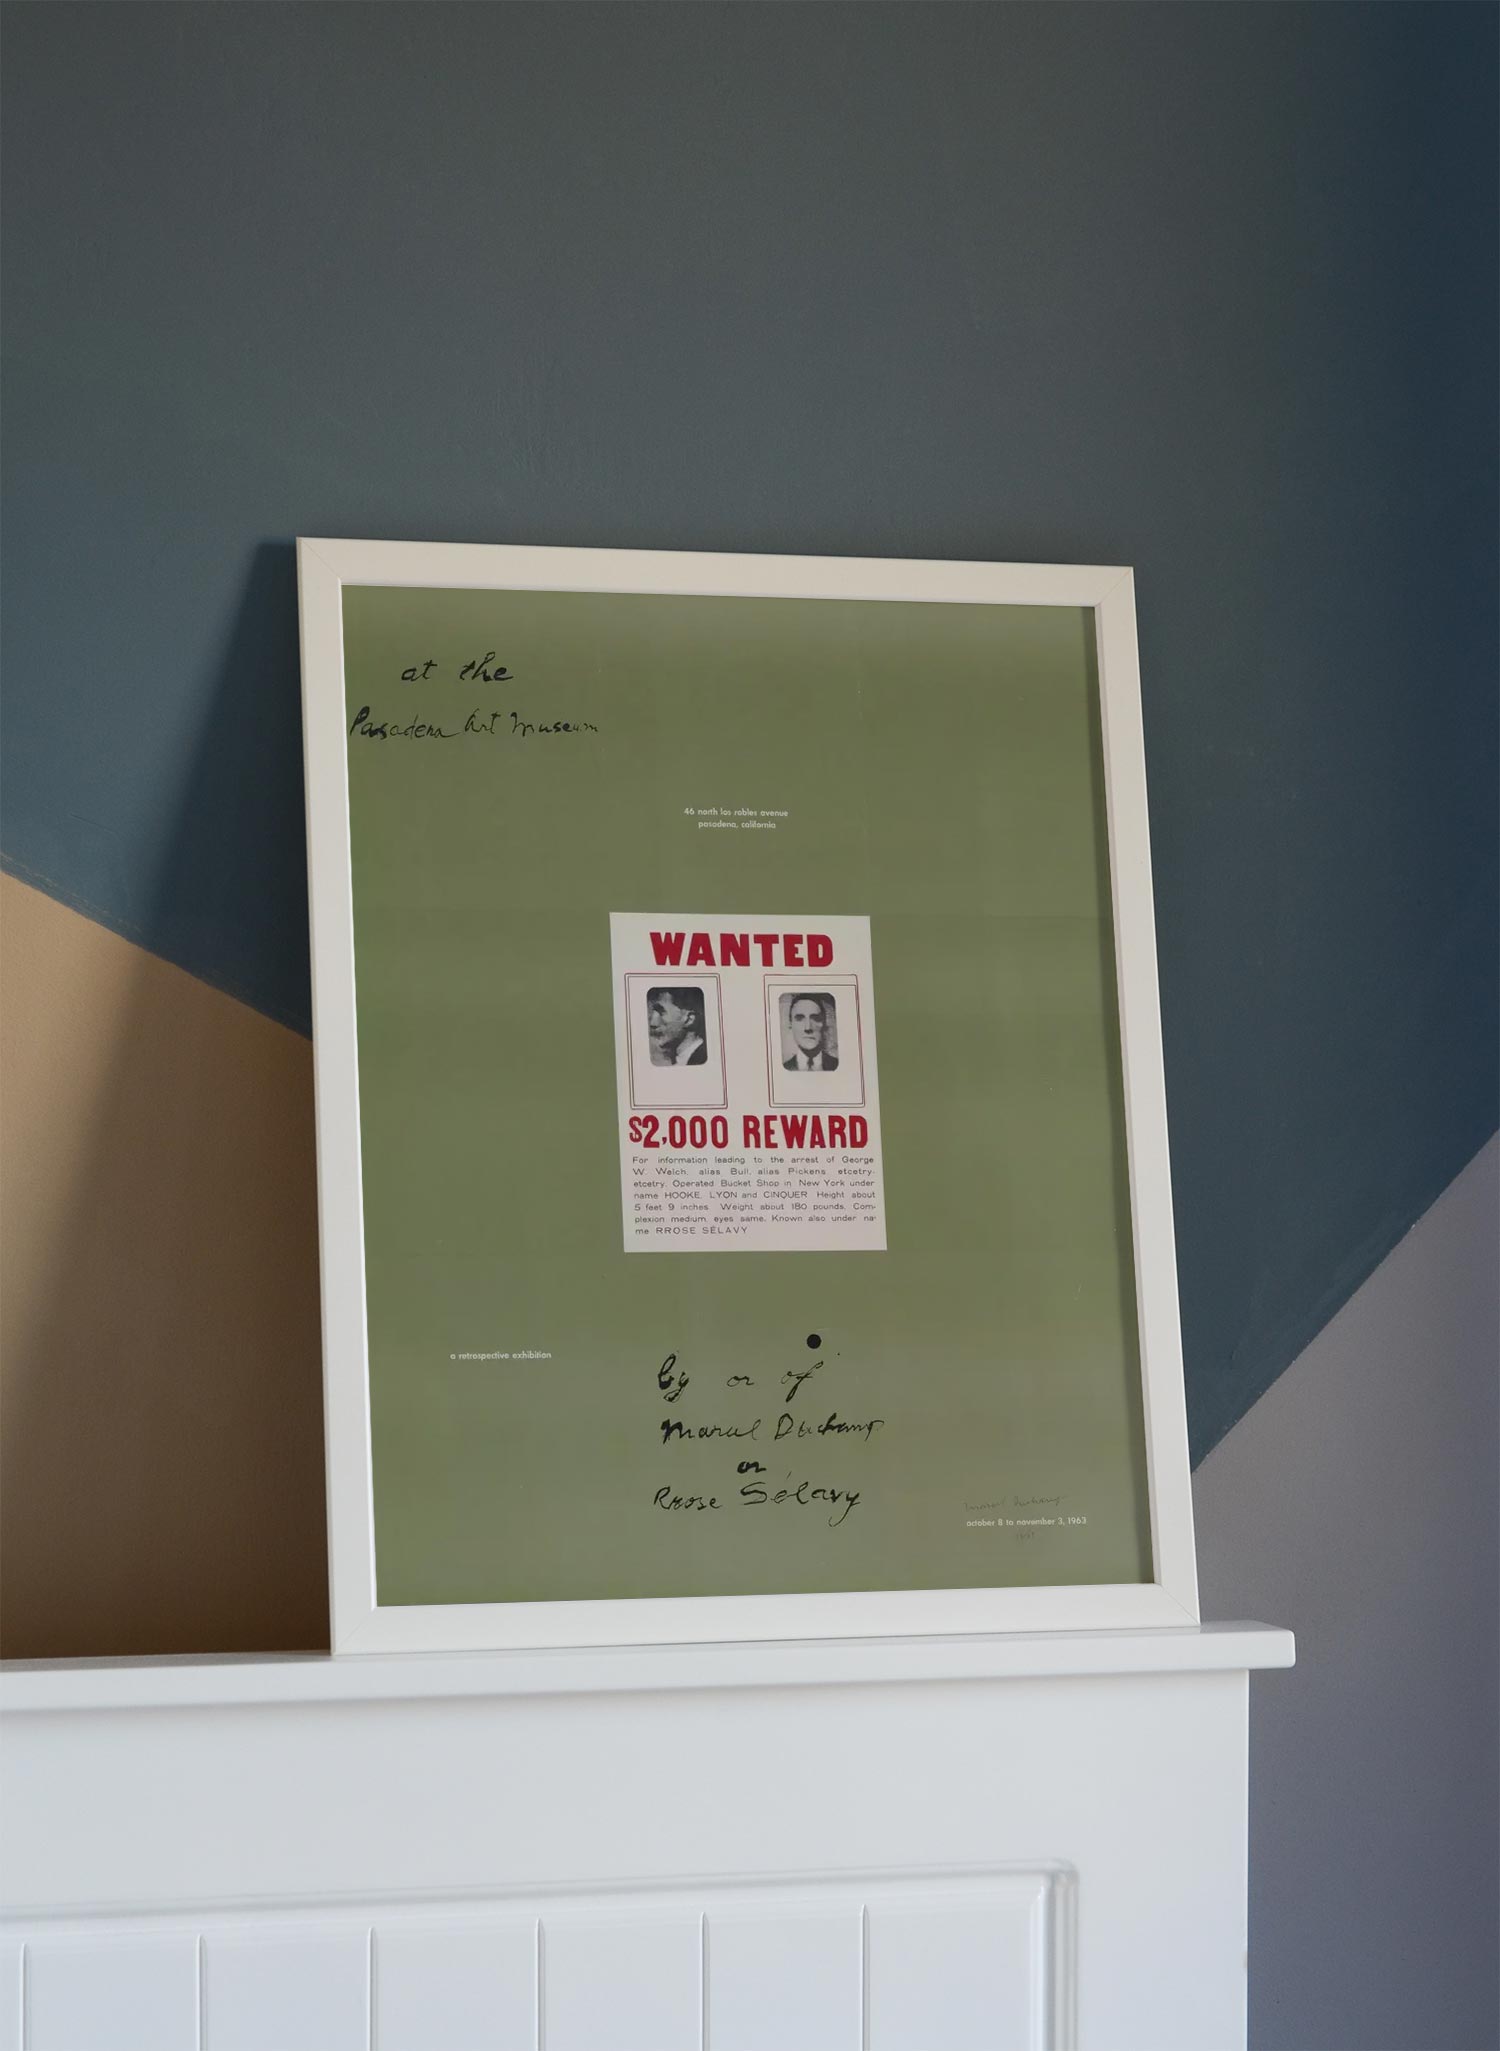 at the
Pasadena Art Museum
46 north los robles avenue
pasadena, california
WANTED
$2,000 REWARD
For information leading to the arrest of George
W. Welch, alias Bull, alias Pickens etcetry,
etcetry. Operated Bucket Shop in New York under
name HOOKE, LYON and CINQUER Height about
5 feet 9 inches. Weight about 180 pounds. Com-
plexion medium, eyes same. Known also under na-
me RROSE SÉLAVY
a retrospective exhibition
by or of
Marcel Duchamp
or
Rrose Sélavy
Marcel Duchamp
october 8 to november 3, 1963